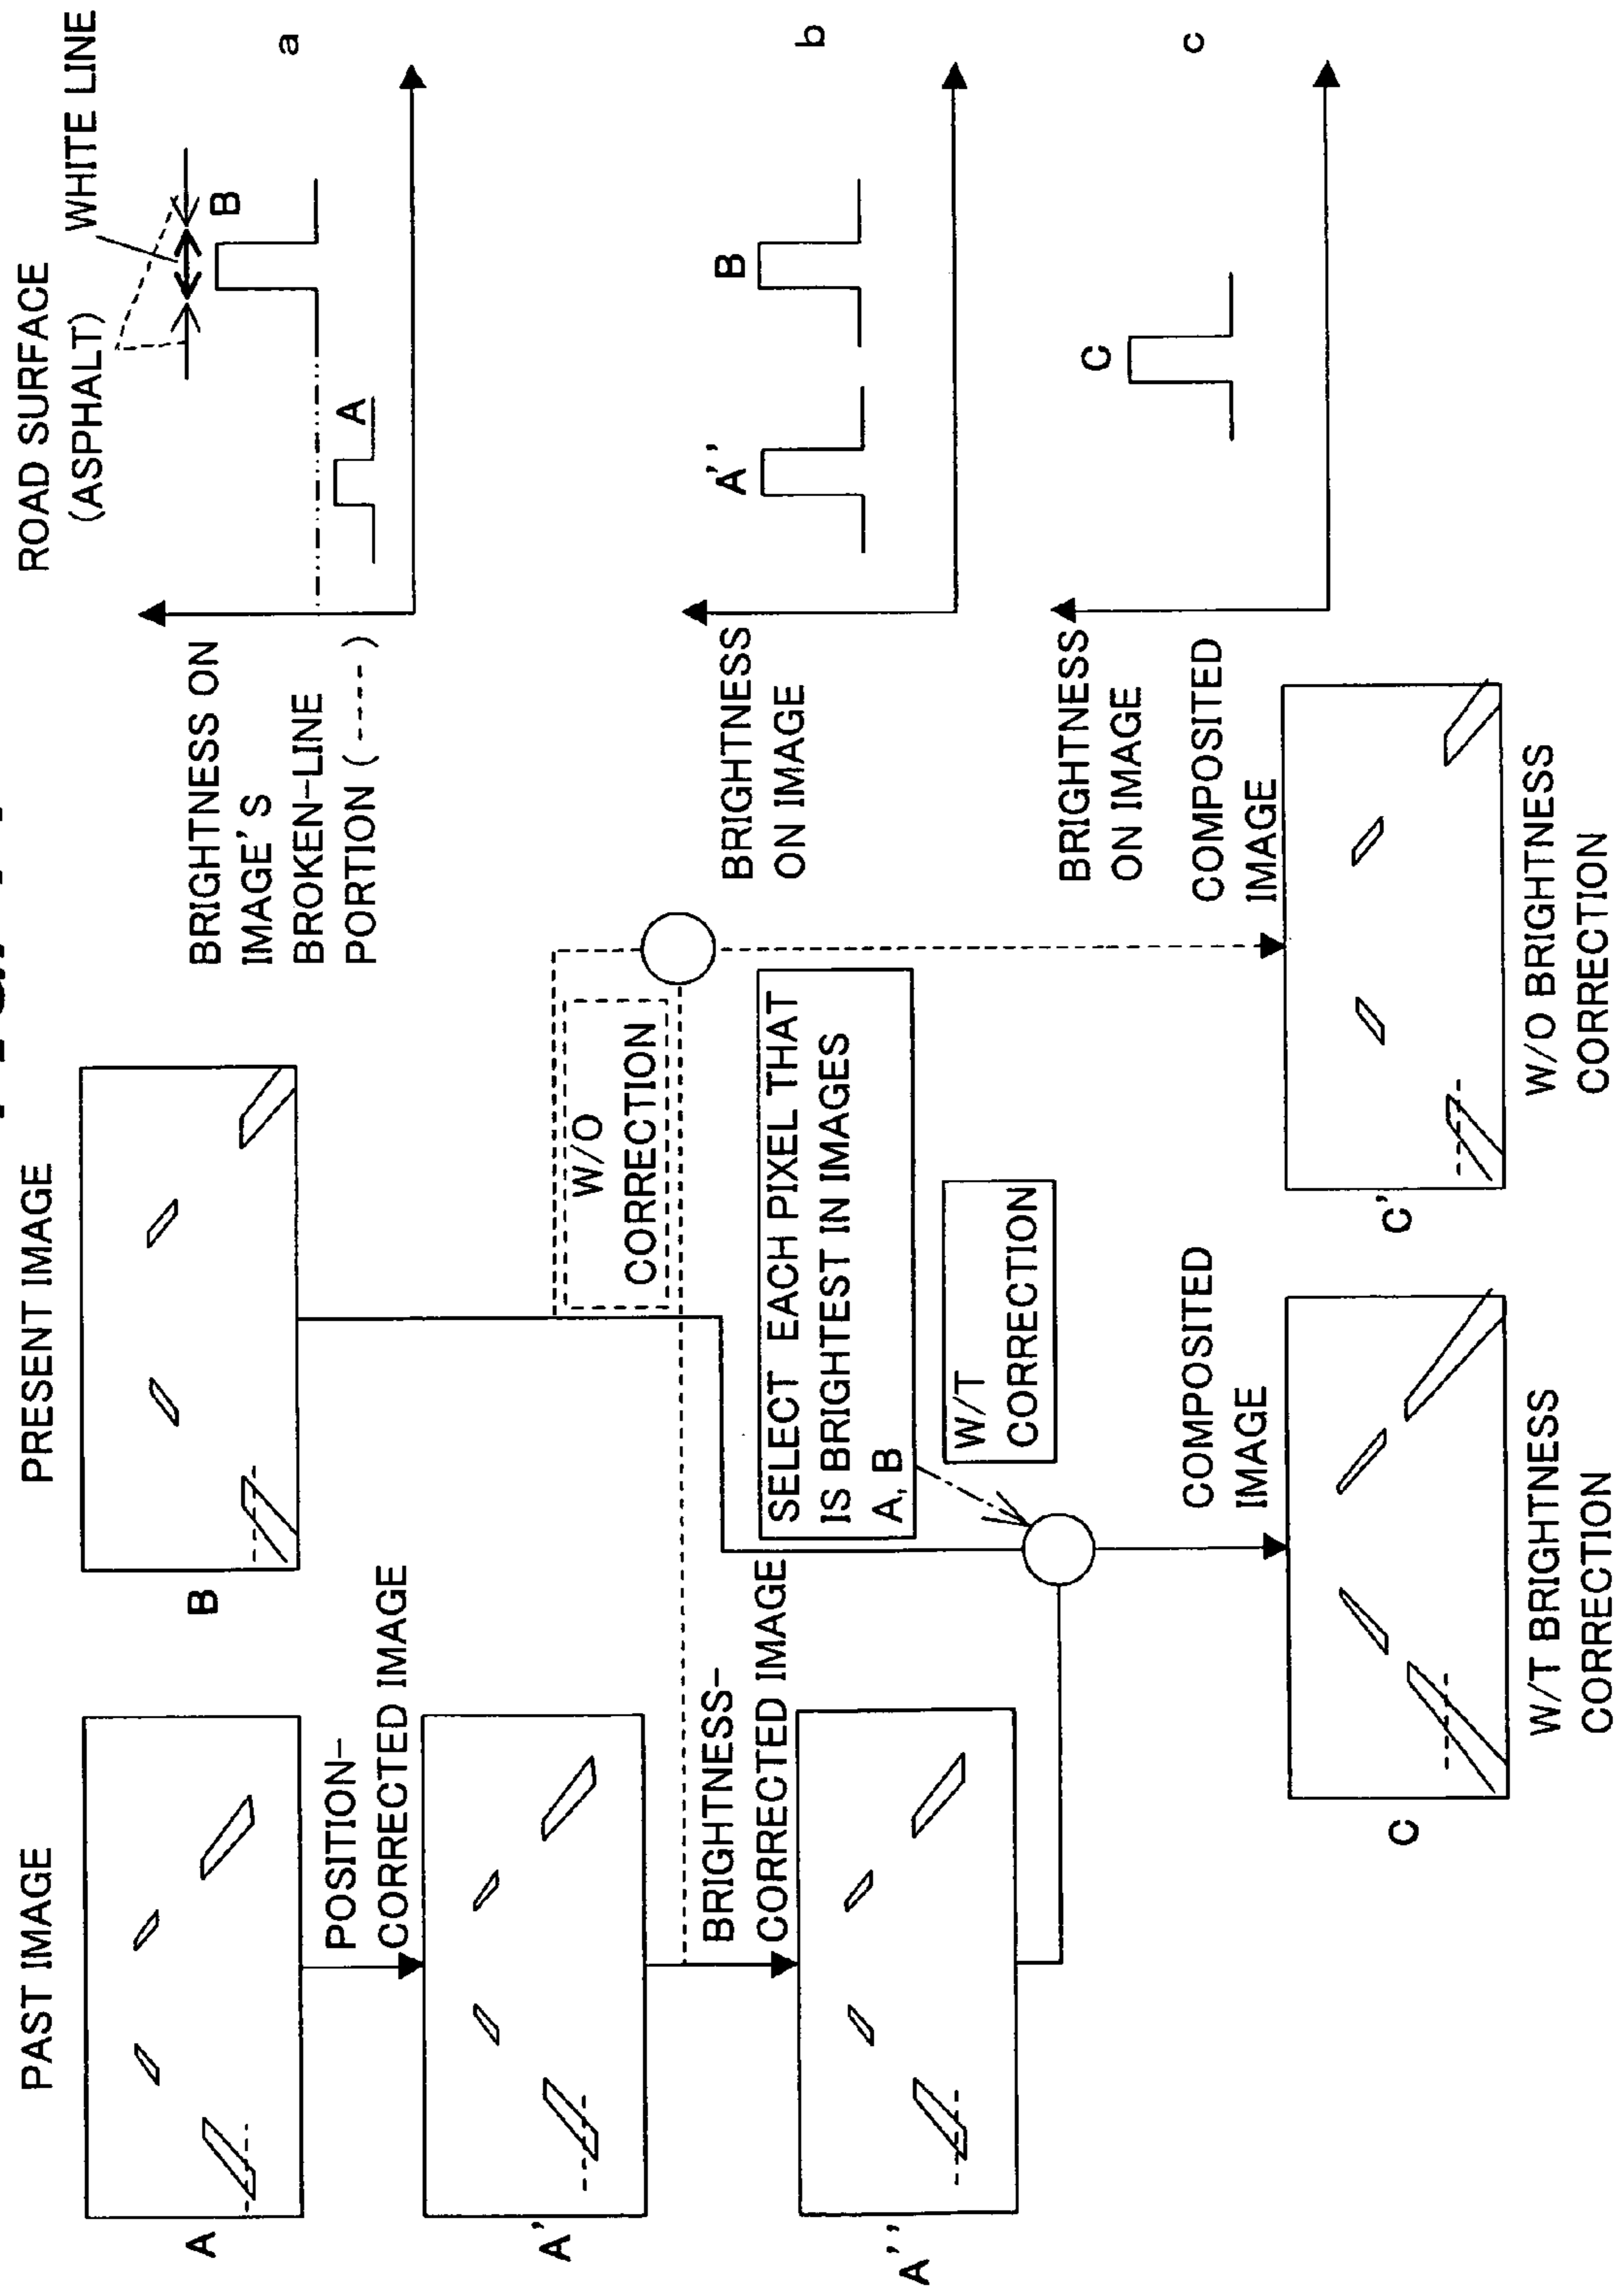 PAST IMAGE
A
POSITION-
CORRECTED IMAGE
A'
BRIGHTNESS-
CORRECTED IMAGE
A''
PRESENT IMAGE
B
W/O
CORRECTION
SELECT EACH PIXEL THAT
IS BRIGHTEST IN IMAGES
A, B
W/T
CORRECTION
COMPOSITED
IMAGE
C
W/T BRIGHTNESS
CORRECTION
COMPOSITED
IMAGE
C'
W/O BRIGHTNESS
CORRECTION
ROAD SURFACE
(ASPHALT)
WHITE LINE
BRIGHTNESS ON
IMAGE'S
BROKEN-LINE
PORTION (----)
A
B
a
BRIGHTNESS
ON IMAGE
A''
B
b
BRIGHTNESS
ON IMAGE
C
c